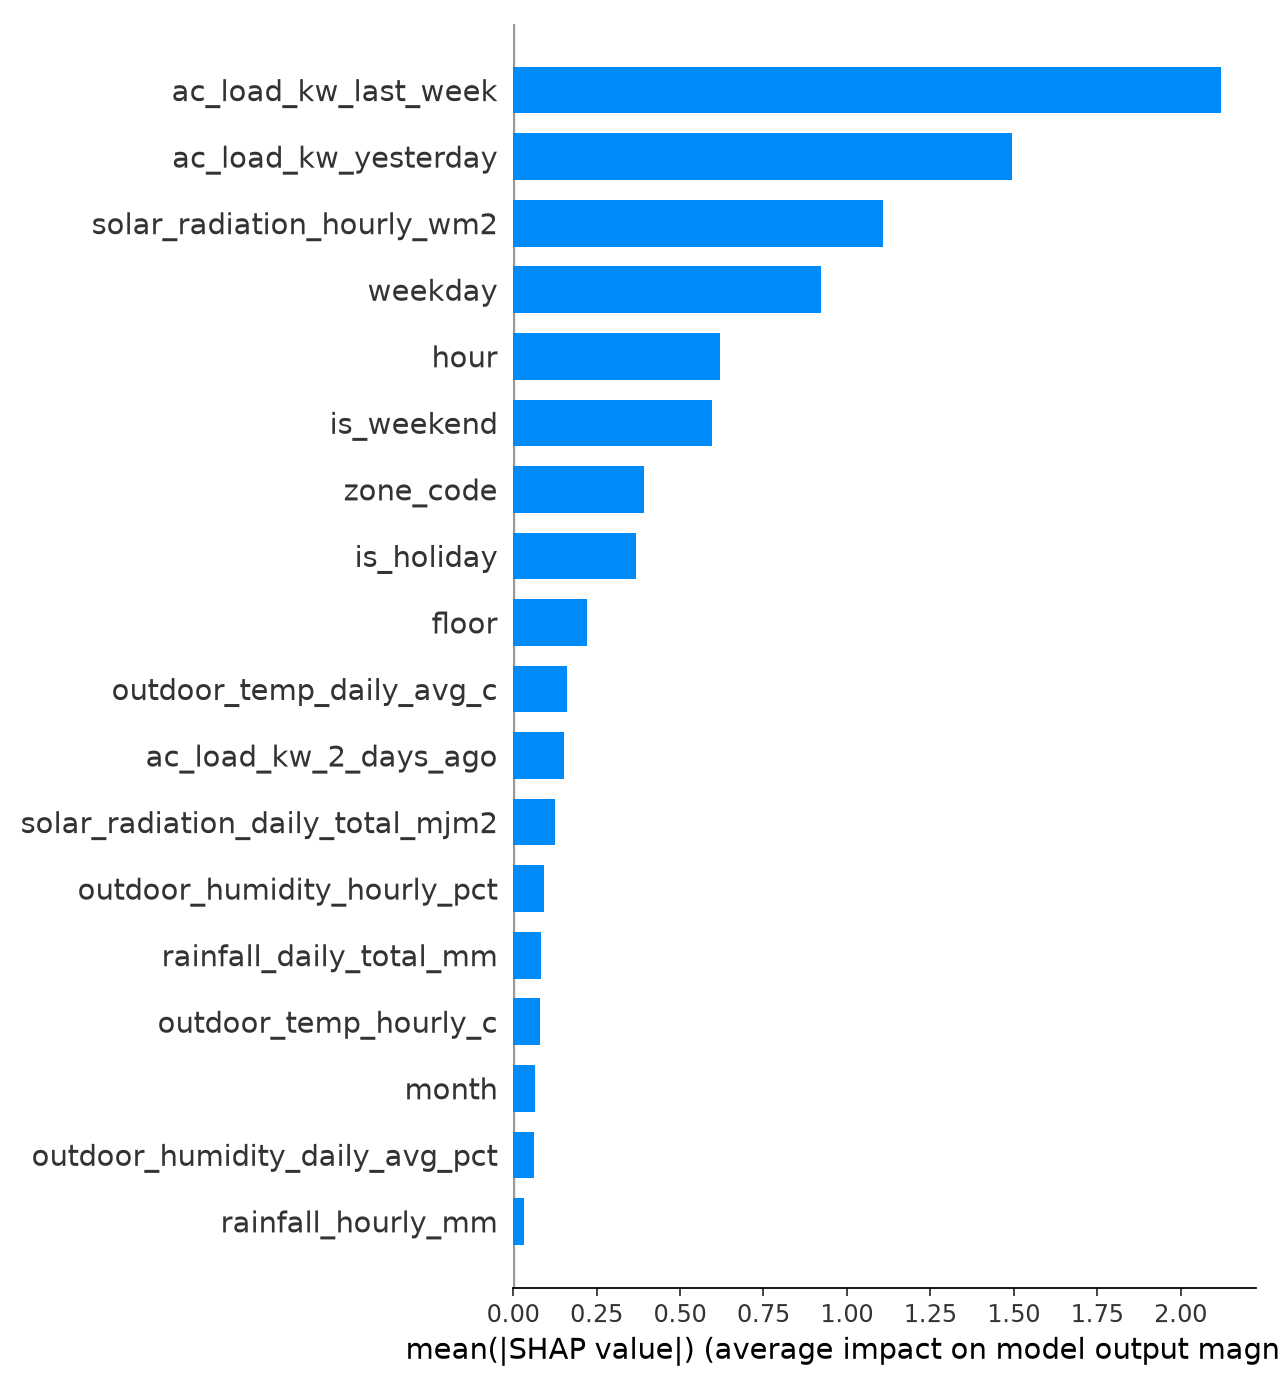 ac_load_kw_last_week
ac_load_kw_yesterday
solar_radiation_hourly_wm2
weekday
hour
is_weekend
zone_code
is_holiday
floor
outdoor_temp_daily_avg_c
ac_load_kw_2_days_ago
solar_radiation_daily_total_mjm2
outdoor_humidity_hourly_pct
rainfall_daily_total_mm
outdoor_temp_hourly_c
month
outdoor_humidity_daily_avg_pct
rainfall_hourly_mm
0.00 0.25 0.50 0.75 1.00 1.25 1.50 1.75 2.00
mean(|SHAP value|) (average impact on model output magn